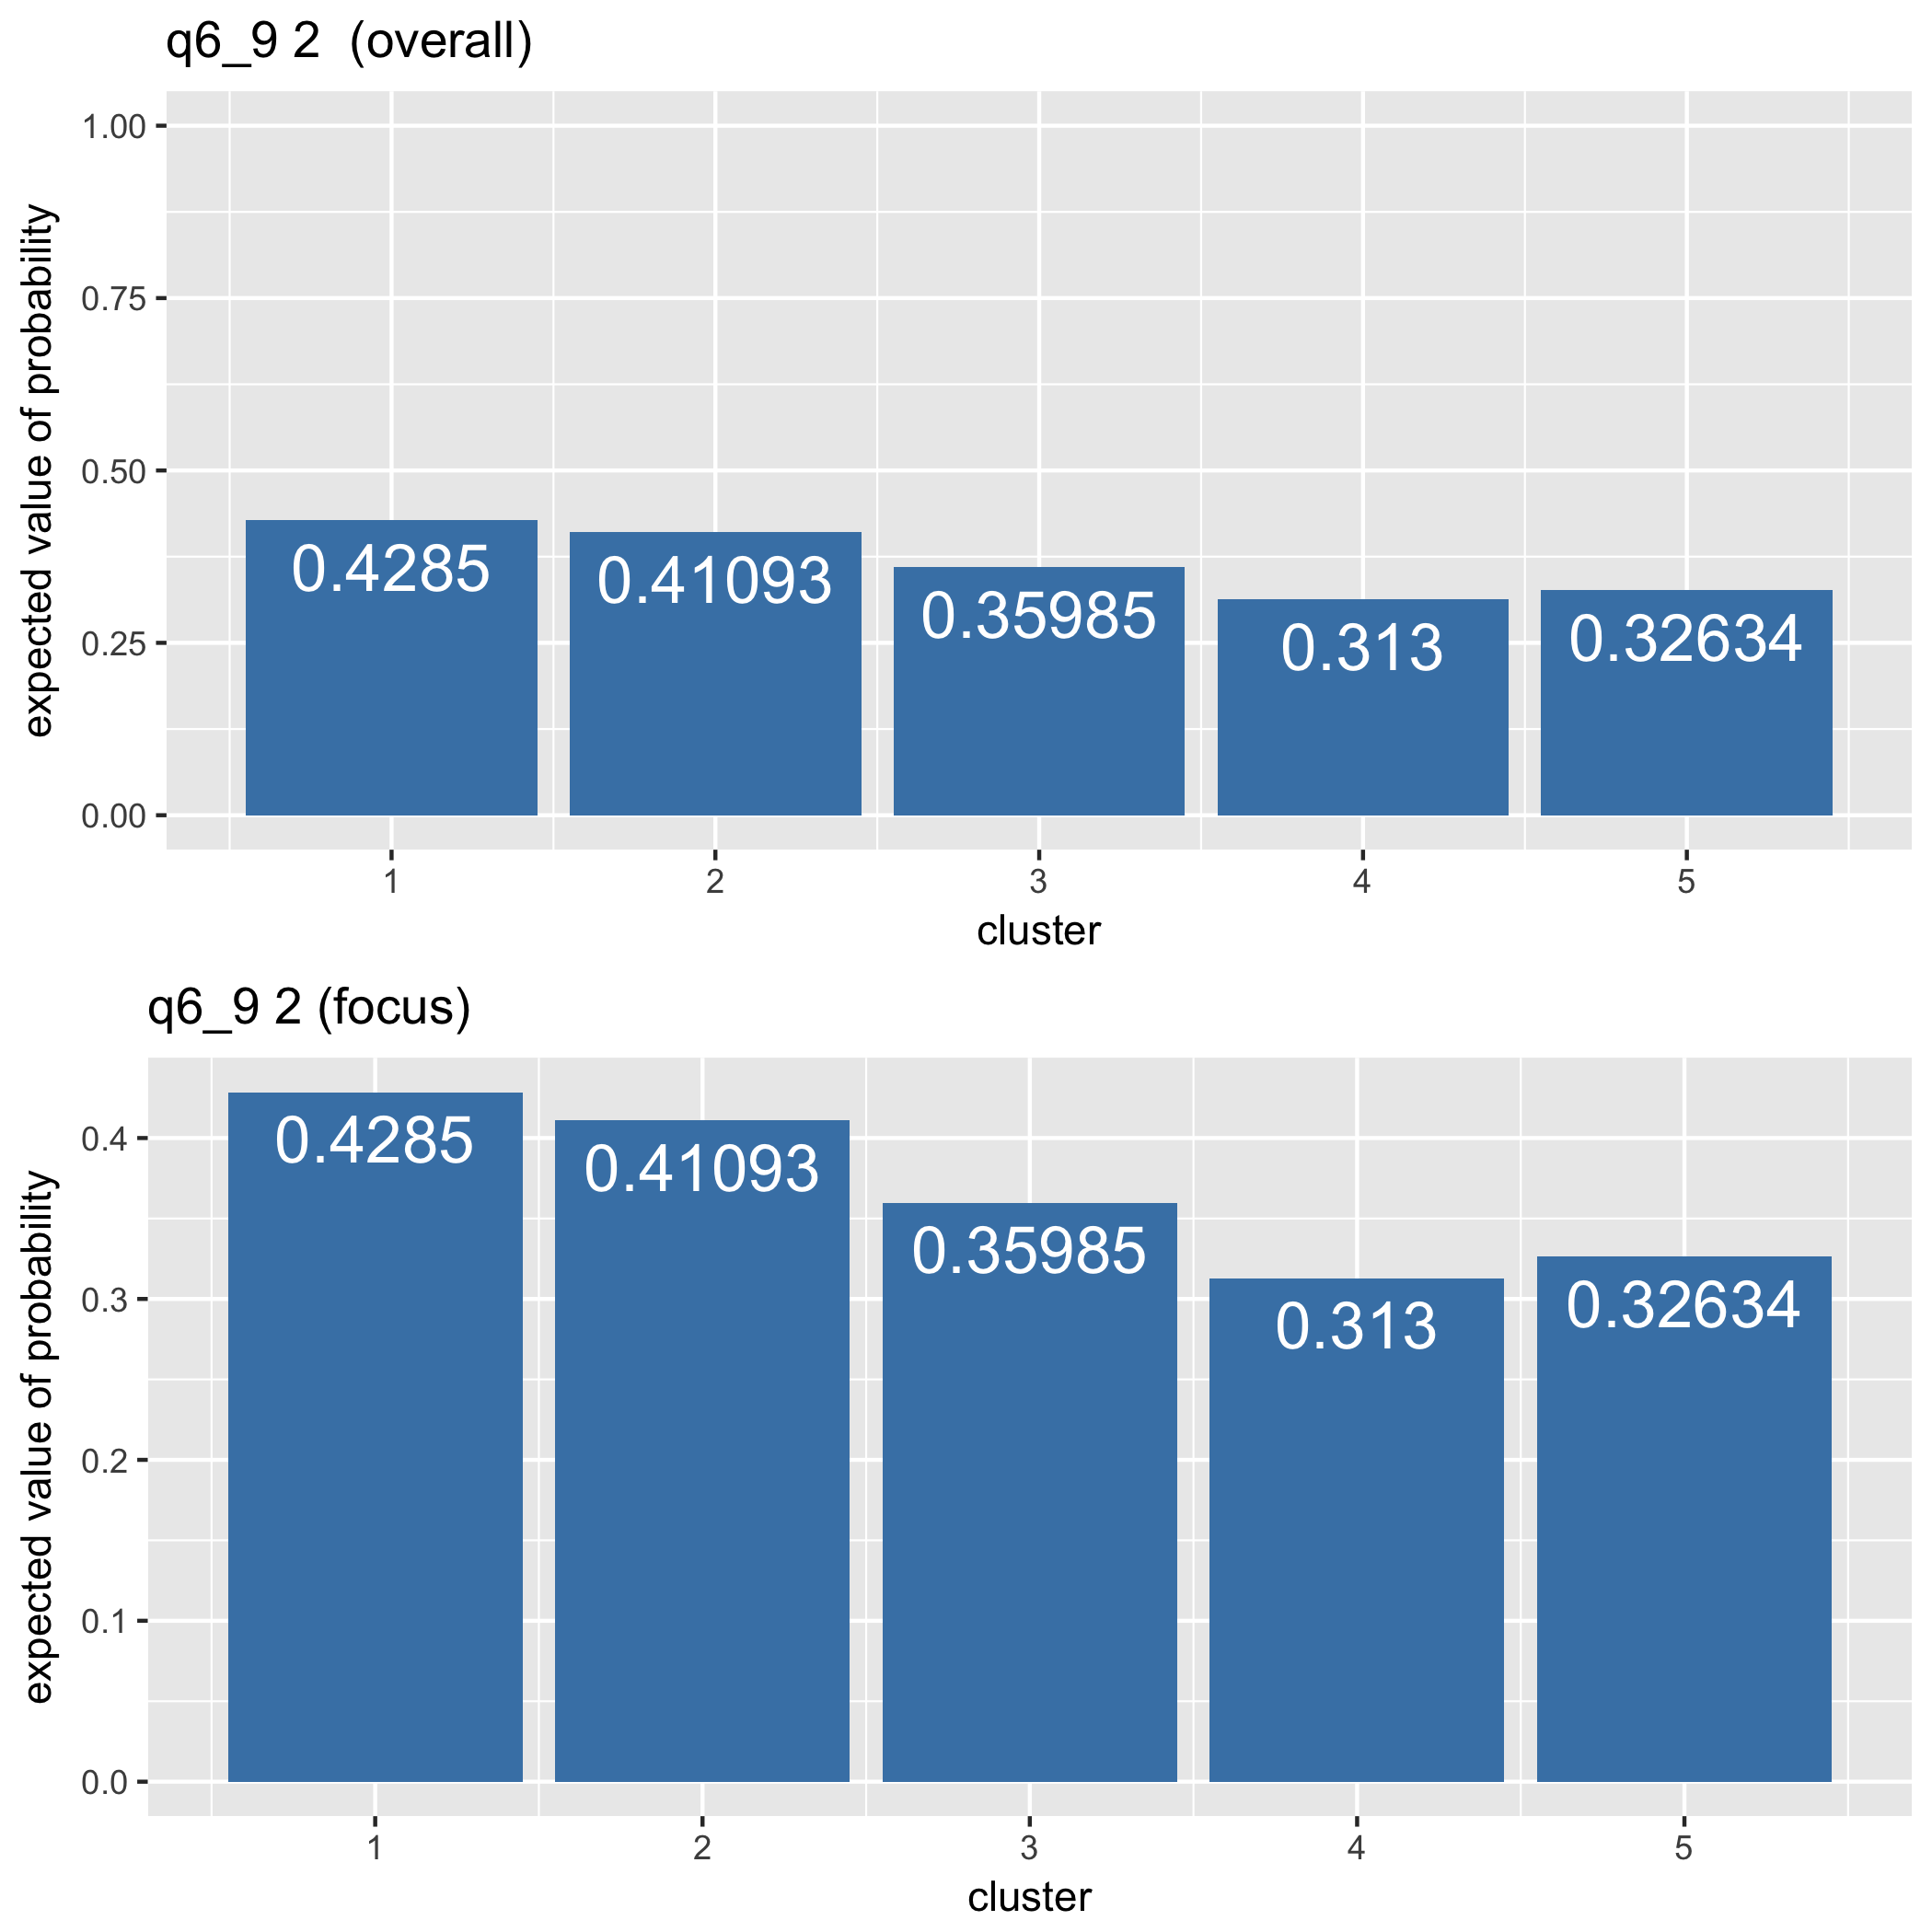 q6_9 2  (overall)
expected value of probability
1.00
0.75
0.50
0.25
0.00
0.4285
0.41093
0.35985
0.313
0.32634
1 2 3 4 5
cluster
q6_9 2 (focus)
expected value of probability
0.4
0.3
0.2
0.1
0.0
0.4285
0.41093
0.35985
0.313
0.32634
1 2 3 4 5
cluster